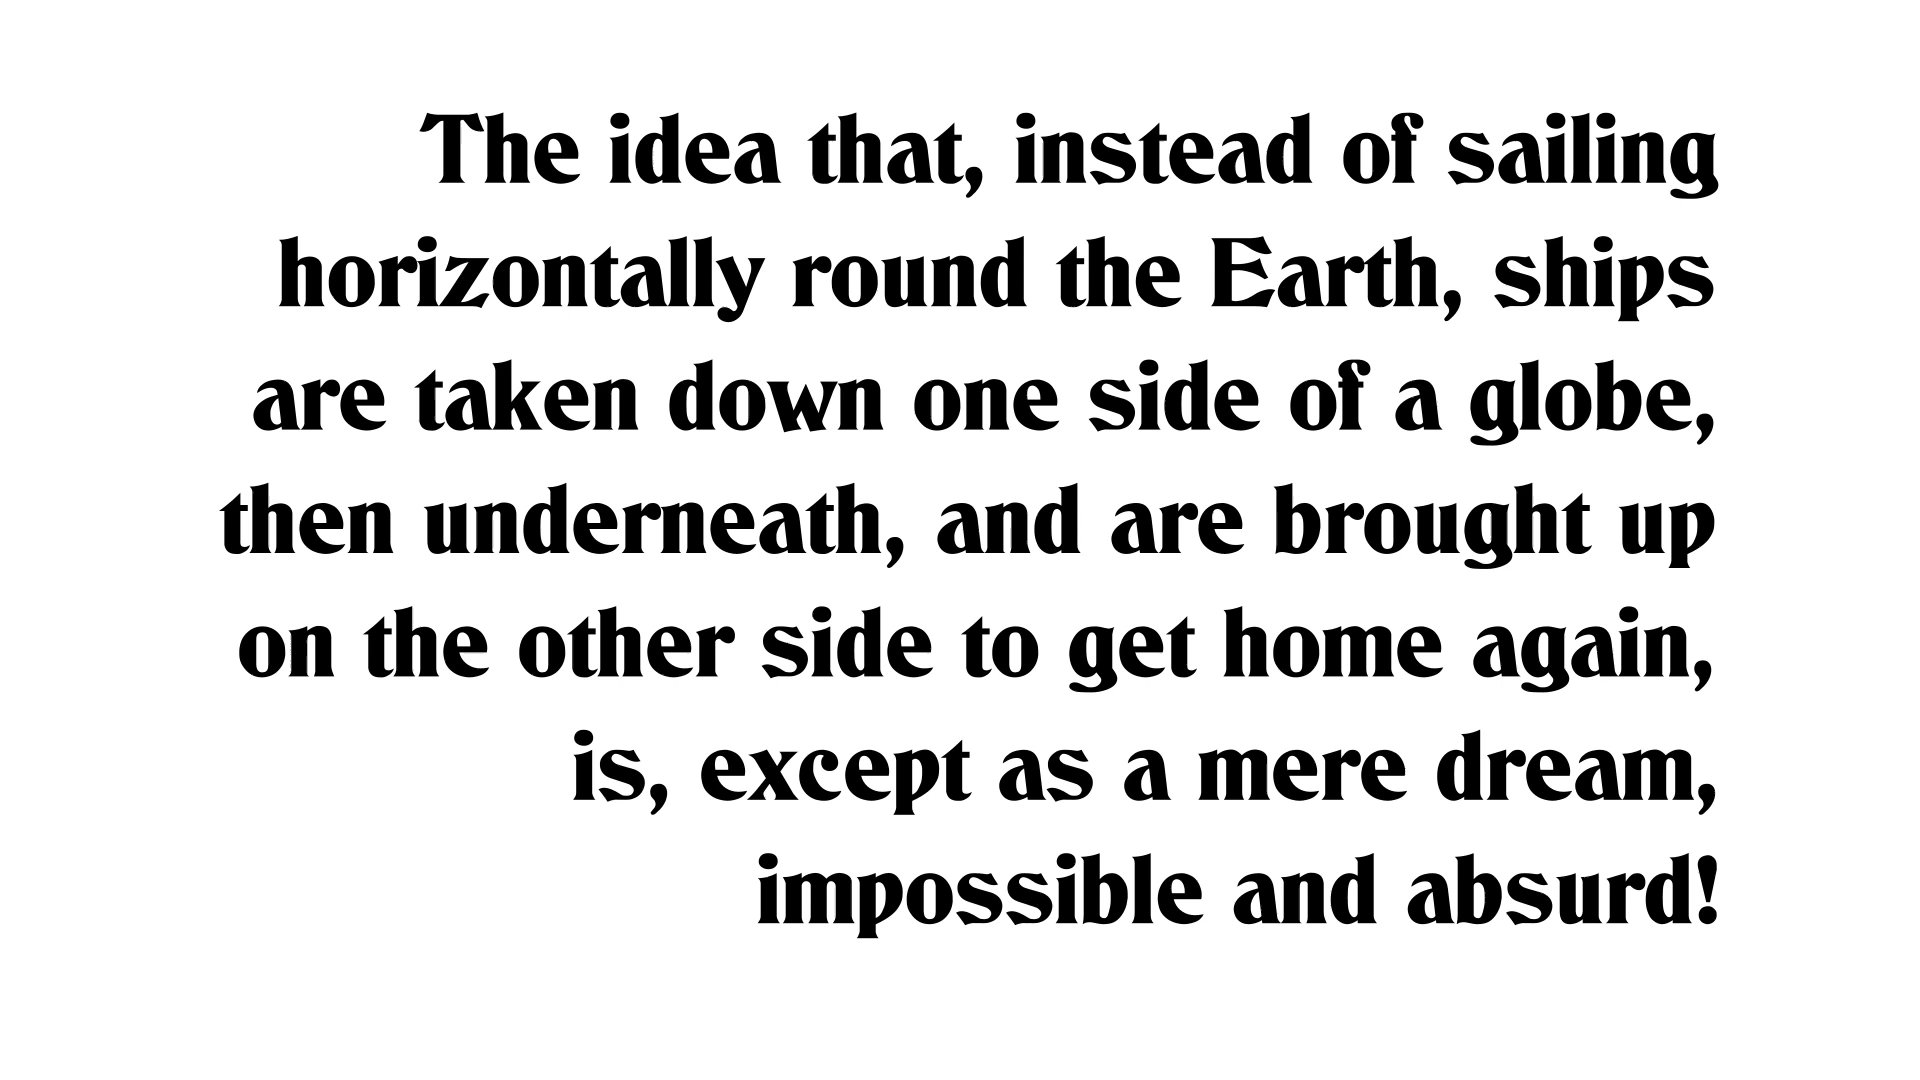 The idea that, instead of sailing
horizontally round the Earth, ships
are taken down one side of a globe,
then underneath, and are brought up
on the other side to get home again,
is, except as a mere dream,
impossible and absurd!